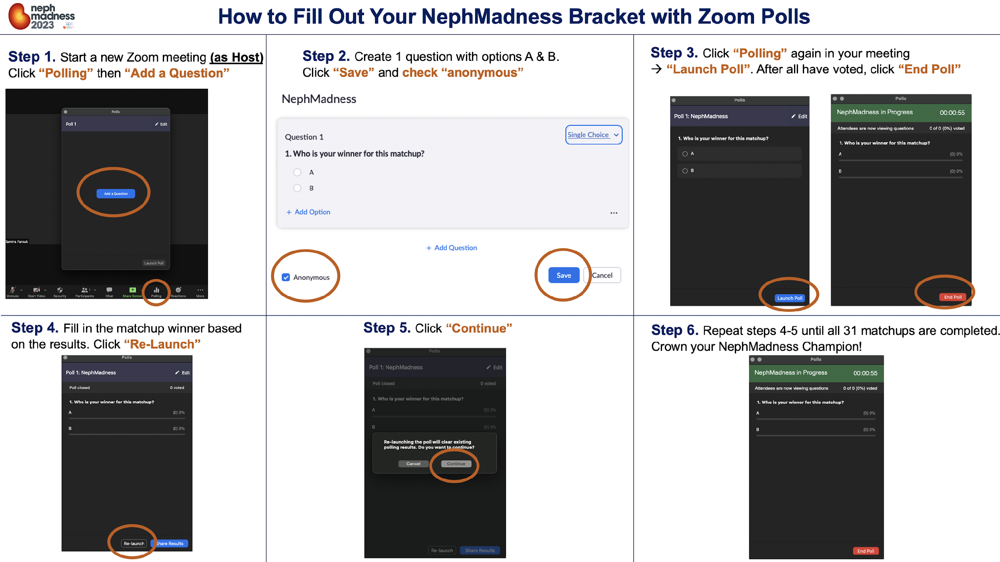 neph
madness
2023
AJKD
How to Fill Out Your NephMadness Bracket with Zoom Polls
Step 1. Start a new Zoom meeting (as Host)
Click “Polling” then “Add a Question”
Polls
Poll 1
Edit
Add a Question
Samira Farouk
Launch Poll
Unmute
Start Video
Security
1
Participants
Chat
Share Screen
Polling
Reactions
More
Step 2. Create 1 question with options A & B.
Click “Save” and check “anonymous”
NephMadness
Question 1
Single Choice
1. Who is your winner for this matchup?
A
B
+ Add Option
...
+ Add Question
Anonymous
Save
Cancel
Step 3. Click “Polling” again in your meeting
→ “Launch Poll”. After all have voted, click “End Poll”
Polls
Poll 1: NephMadness
Edit
1. Who is your winner for this matchup?
A
B
Launch Poll
Polls
NephMadness in Progress 00:00:55
Attendees are now viewing questions 0 of 0 (0%) voted
1. Who is your winner for this matchup?
A (0) 0%
B (0) 0%
End Poll
Step 4. Fill in the matchup winner based
on the results. Click “Re-Launch”
Polls
Poll 1: NephMadness Edit
Poll closed 0 voted
1. Who is your winner for this matchup?
A (0) 0%
B (0) 0%
Re-launch Share Results
Step 5. Click “Continue”
Polls
Poll 1: NephMadness Edit
Poll closed 0 voted
1. Who is your winner for this matchup?
A (0) 0%
B (0) 0%
Re-launching the poll will clear existing
polling results. Do you want to continue?
Cancel Continue
Re-launch Share Results
Step 6. Repeat steps 4-5 until all 31 matchups are completed.
Crown your NephMadness Champion!
Polls
NephMadness in Progress 00:00:55
Attendees are now viewing questions 0 of 0 (0%) voted
1. Who is your winner for this matchup?
A (0) 0%
B (0) 0%
End Poll